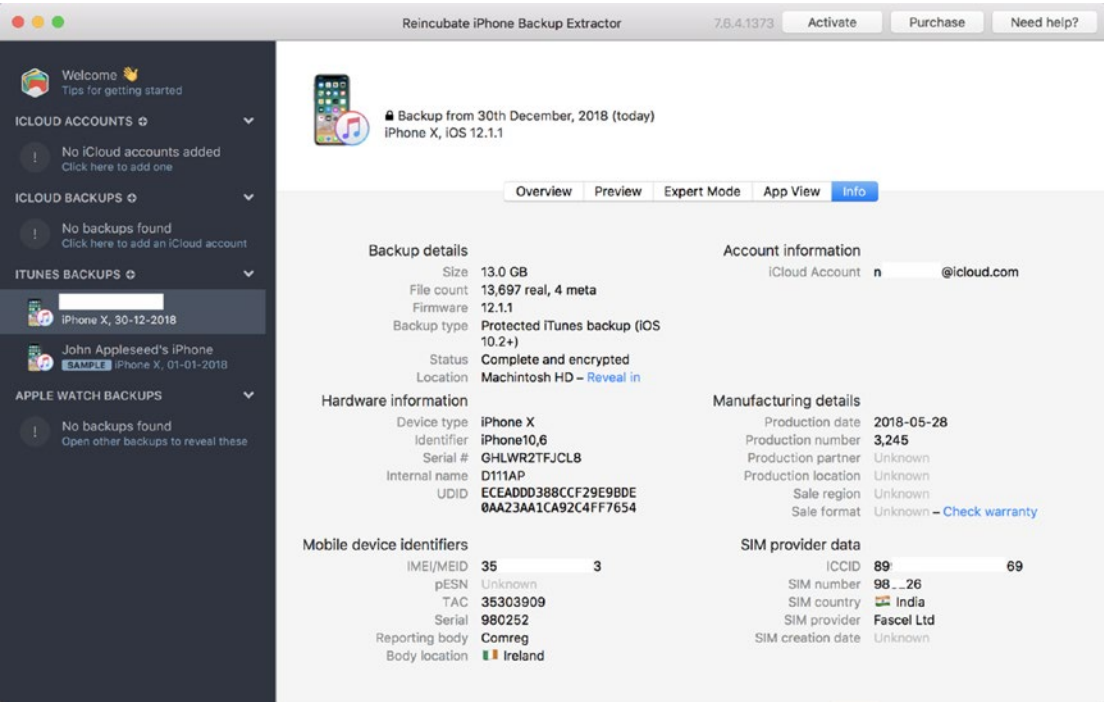 Reincubate iPhone Backup Extractor
7.6.4.1373
Activate
Purchase
Need help?
Welcome 👋
Tips for getting started
ICLOUD ACCOUNTS
No iCloud accounts added
Click here to add one
ICLOUD BACKUPS
No backups found
Click here to add an iCloud account
ITUNES BACKUPS
iPhone X, 30-12-2018
John Appleseed's iPhone
SAMPLE iPhone X, 01-01-2018
APPLE WATCH BACKUPS
No backups found
Open other backups to reveal these
Backup from 30th December, 2018 (today)
iPhone X, iOS 12.1.1
Overview Preview Expert Mode App View Info
Backup details
Size 13.0 GB
File count 13,697 real, 4 meta
Firmware 12.1.1
Backup type Protected iTunes backup (iOS
10.2+)
Status Complete and encrypted
Location Machintosh HD – Reveal in
Account information
iCloud Account n @icloud.com
Hardware information
Device type iPhone X
Identifier iPhone10,6
Serial # GHLWR2TFJCL8
Internal name D111AP
UDID ECEADDD388CCF29E9BDE
0AA23AA1CA92C4FF7654
Manufacturing details
Production date 2018-05-28
Production number 3,245
Production partner Unknown
Production location Unknown
Sale region Unknown
Sale format Unknown – Check warranty
Mobile device identifiers
IMEI/MEID 35 3
pESN Unknown
TAC 35303909
Serial 980252
Reporting body Comreg
Body location 🇮🇪 Ireland
SIM provider data
ICCID 89 69
SIM number 98__26
SIM country 🇮🇳 India
SIM provider Fascel Ltd
SIM creation date Unknown